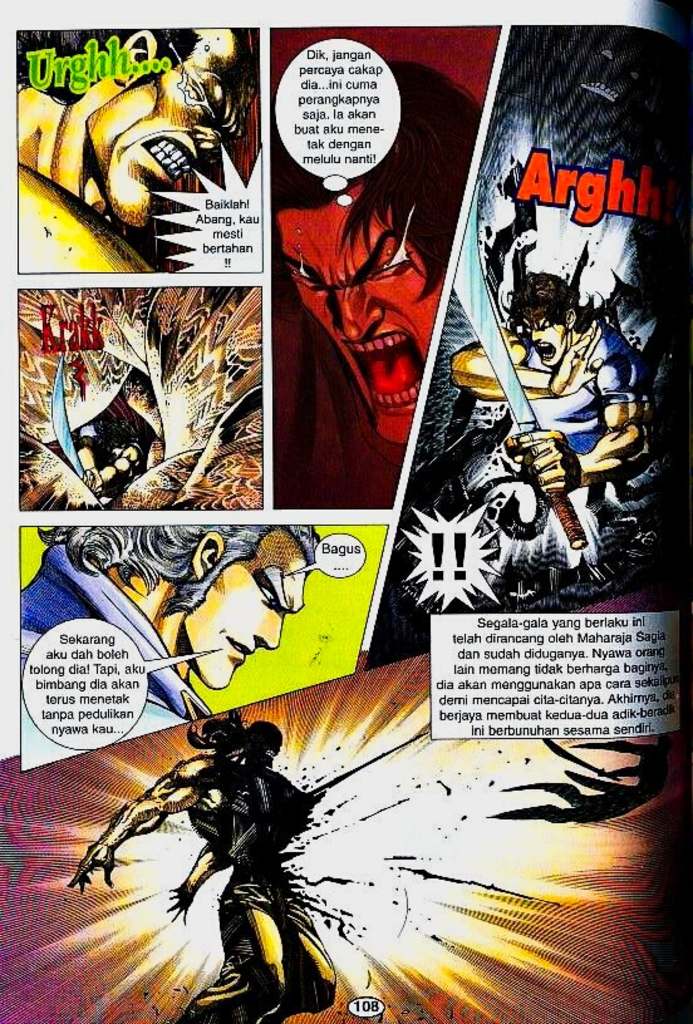 Urghh....
Baiklah!
Abang, kau
mesti
bertahan
!!
Dik, jangan
percaya cakap
dia...ini cuma
perangkapnya
saja. Ia akan
buat aku mene-
tak dengan
melulu nanti!
Arghh!
Krakk
!!
Bagus
....
Sekarang
aku dah boleh
tolong dia! Tapi, aku
bimbang dia akan
terus menetak
tanpa pedulikan
nyawa kau...
Segala-gala yang berlaku ini
telah dirancang oleh Maharaja Sagia
dan sudah diduganya. Nyawa orang
lain memang tidak berharga baginya,
dia akan menggunakan apa cara sekalipun
demi mencapai cita-citanya. Akhirnya, dia
berjaya membuat kedua-dua adik-beradik
ini berbunuhan sesama sendiri.
108